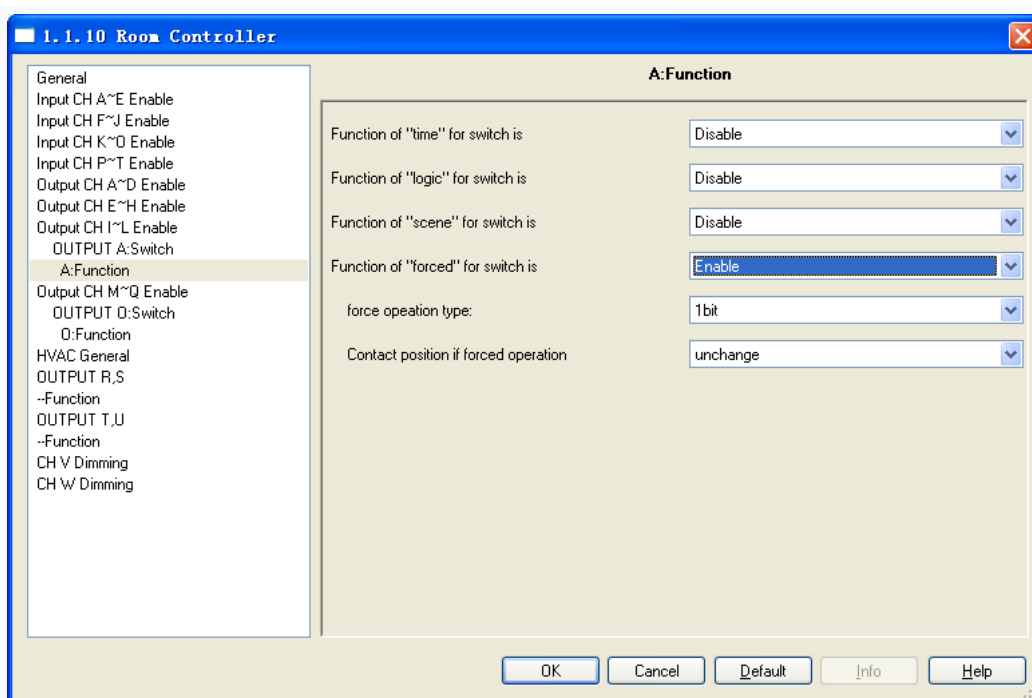 1.1.10 Room Controller
General
Input CH A~E Enable
Input CH F~J Enable
Input CH K~O Enable
Input CH P~T Enable
Output CH A~D Enable
Output CH E~H Enable
Output CH I~L Enable
OUTPUT A:Switch
A:Function
Output CH M~Q Enable
OUTPUT O:Switch
O:Function
HVAC General
OUTPUT R,S
--Function
OUTPUT T,U
--Function
CH V Dimming
CH W Dimming
A:Function
Function of "time" for switch is Disable
Function of "logic" for switch is Disable
Function of "scene" for switch is Disable
Function of "forced" for switch is Enable
force opeation type: 1bit
Contact position if forced operation unchange
OK Cancel Default Info Help